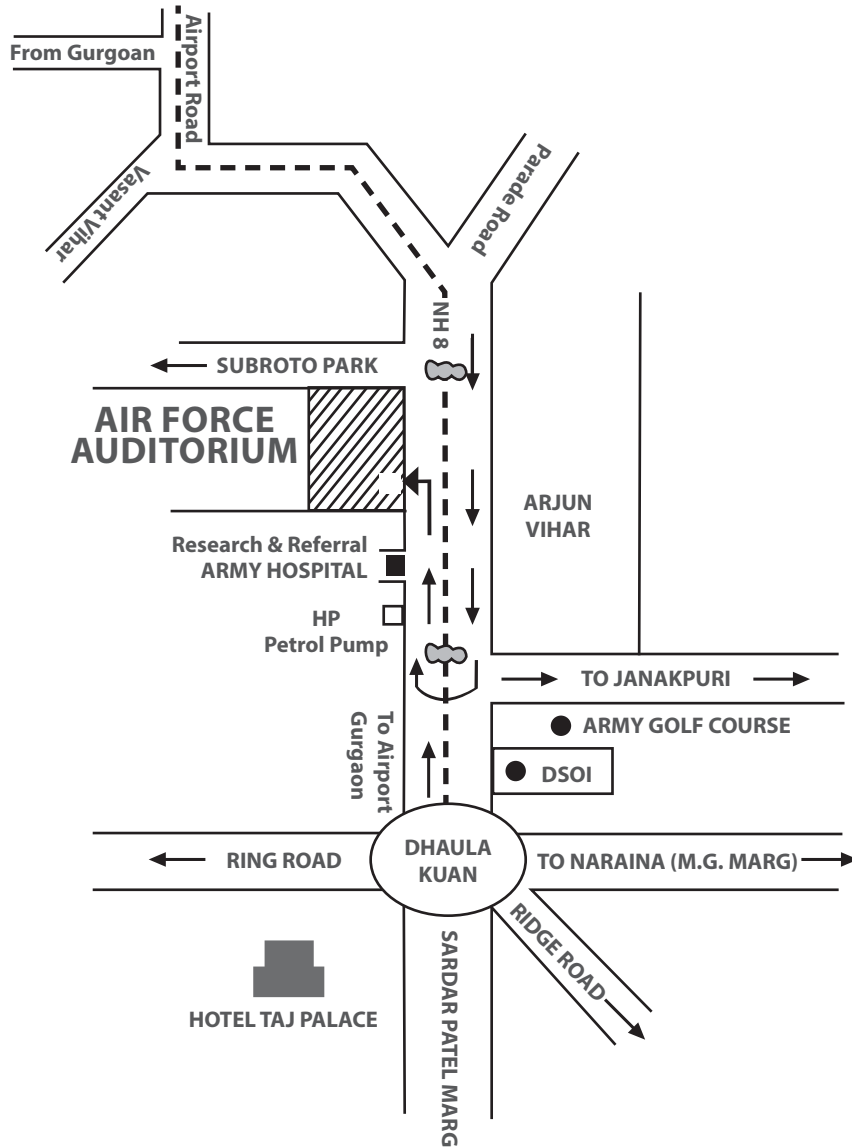 Airport Road
From Gurgoan
Vasant Vihar
Parade Road
NH 8
SUBROTO PARK
AIR FORCE
AUDITORIUM
ARJUN
VIHAR
Research & Referral
ARMY HOSPITAL
HP
Petrol Pump
TO JANAKPURI
To Airport
Gurgaon
ARMY GOLF COURSE
DSOI
RING ROAD
DHAULA
KUAN
TO NARAINA (M.G. MARG)
RIDGE ROAD
SARDAR PATEL MARG
HOTEL TAJ PALACE